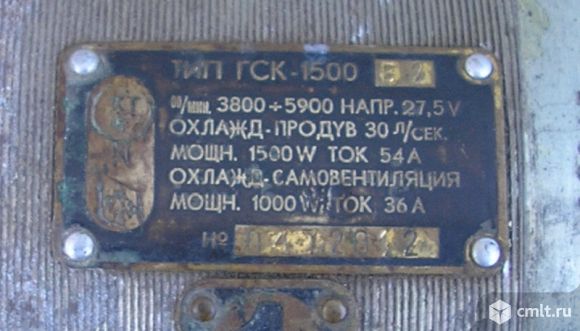 ТИП ГСК-1500
об/мин. 3800÷5900 НАПР. 27,5 V
ОХЛАЖД-ПРОДУВ 30 Л/СЕК.
МОЩН. 1500 W ТОК 54 А
ОХЛАЖД-САМОВЕНТИЛЯЦИЯ
МОЩН. 1000 W ТОК 36 А
№
cmlt.ru